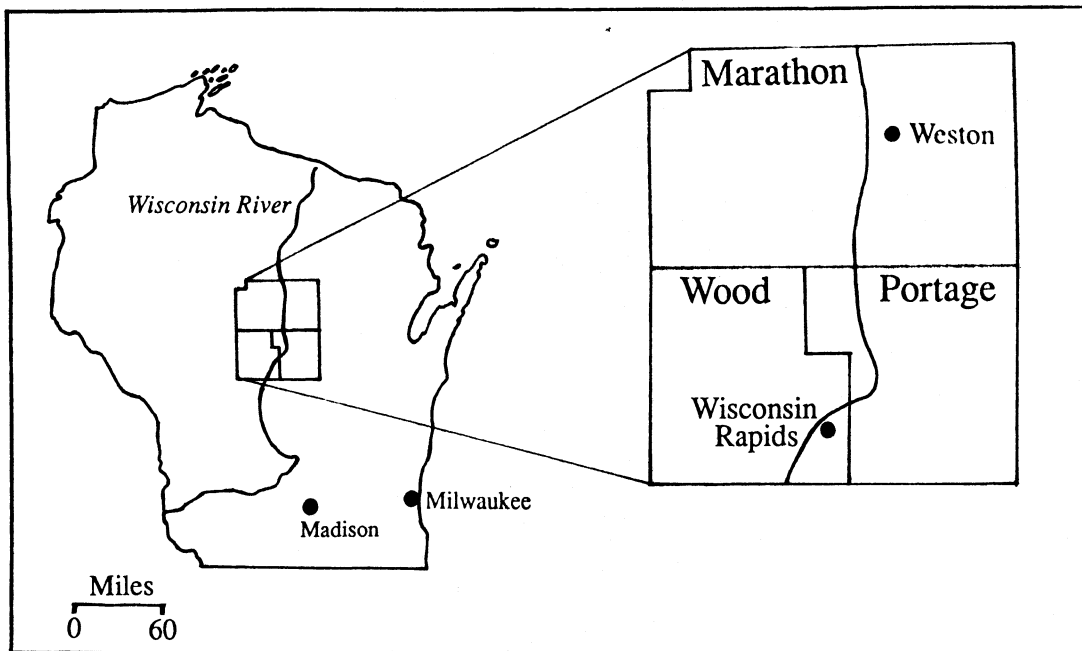 Marathon
Weston
Wisconsin River
Wood
Portage
Wisconsin
Rapids
Milwaukee
Madison
Miles
0 60